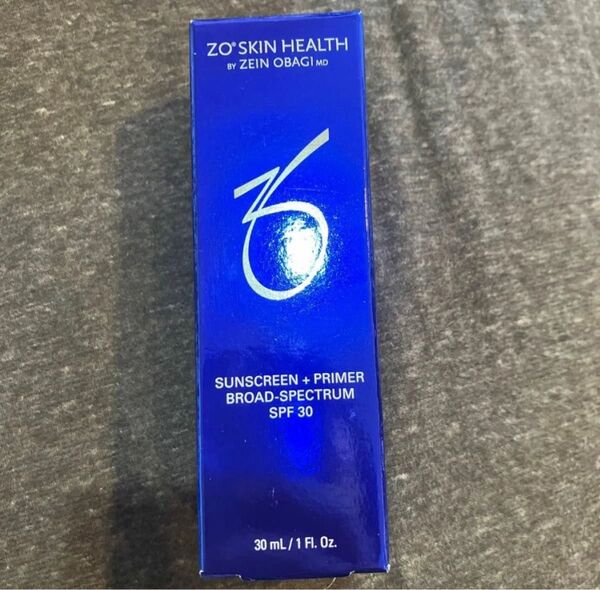 ZO® SKIN HEALTH
BY ZEIN OBAGI MD
ZO
SUNSCREEN + PRIMER
BROAD-SPECTRUM
SPF 30
30 mL / 1 Fl. Oz.